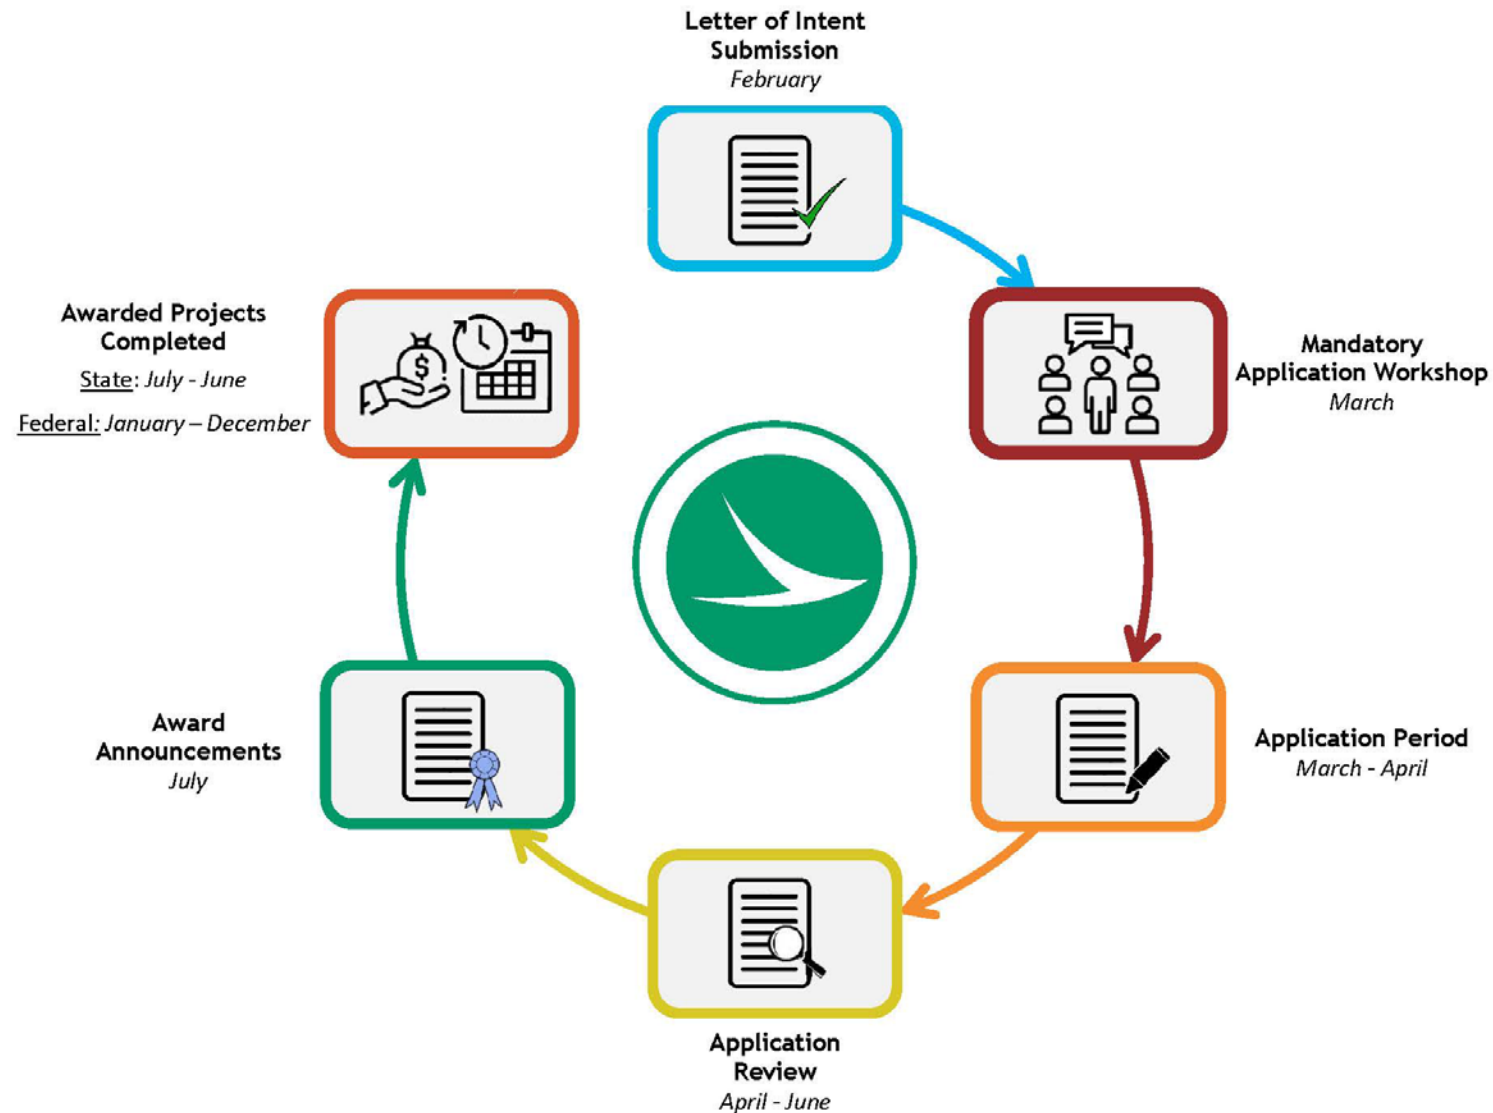 Letter of Intent
Submission
February
Mandatory
Application Workshop
March
Application Period
March - April
Application
Review
April - June
Award
Announcements
July
Awarded Projects
Completed
State: July - June
Federal: January – December
$